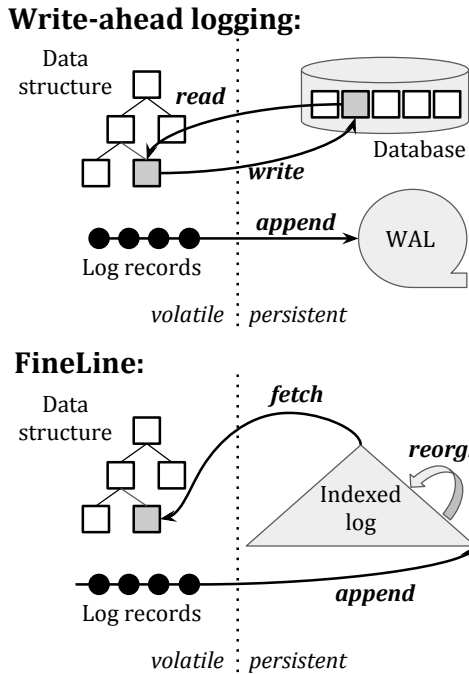 Write-ahead logging:
Data
structure
read
Database
write
append
WAL
Log records
volatile
persistent
FineLine:
fetch
Data
structure
reorg.
Indexed
log
append
Log records
volatile
persistent